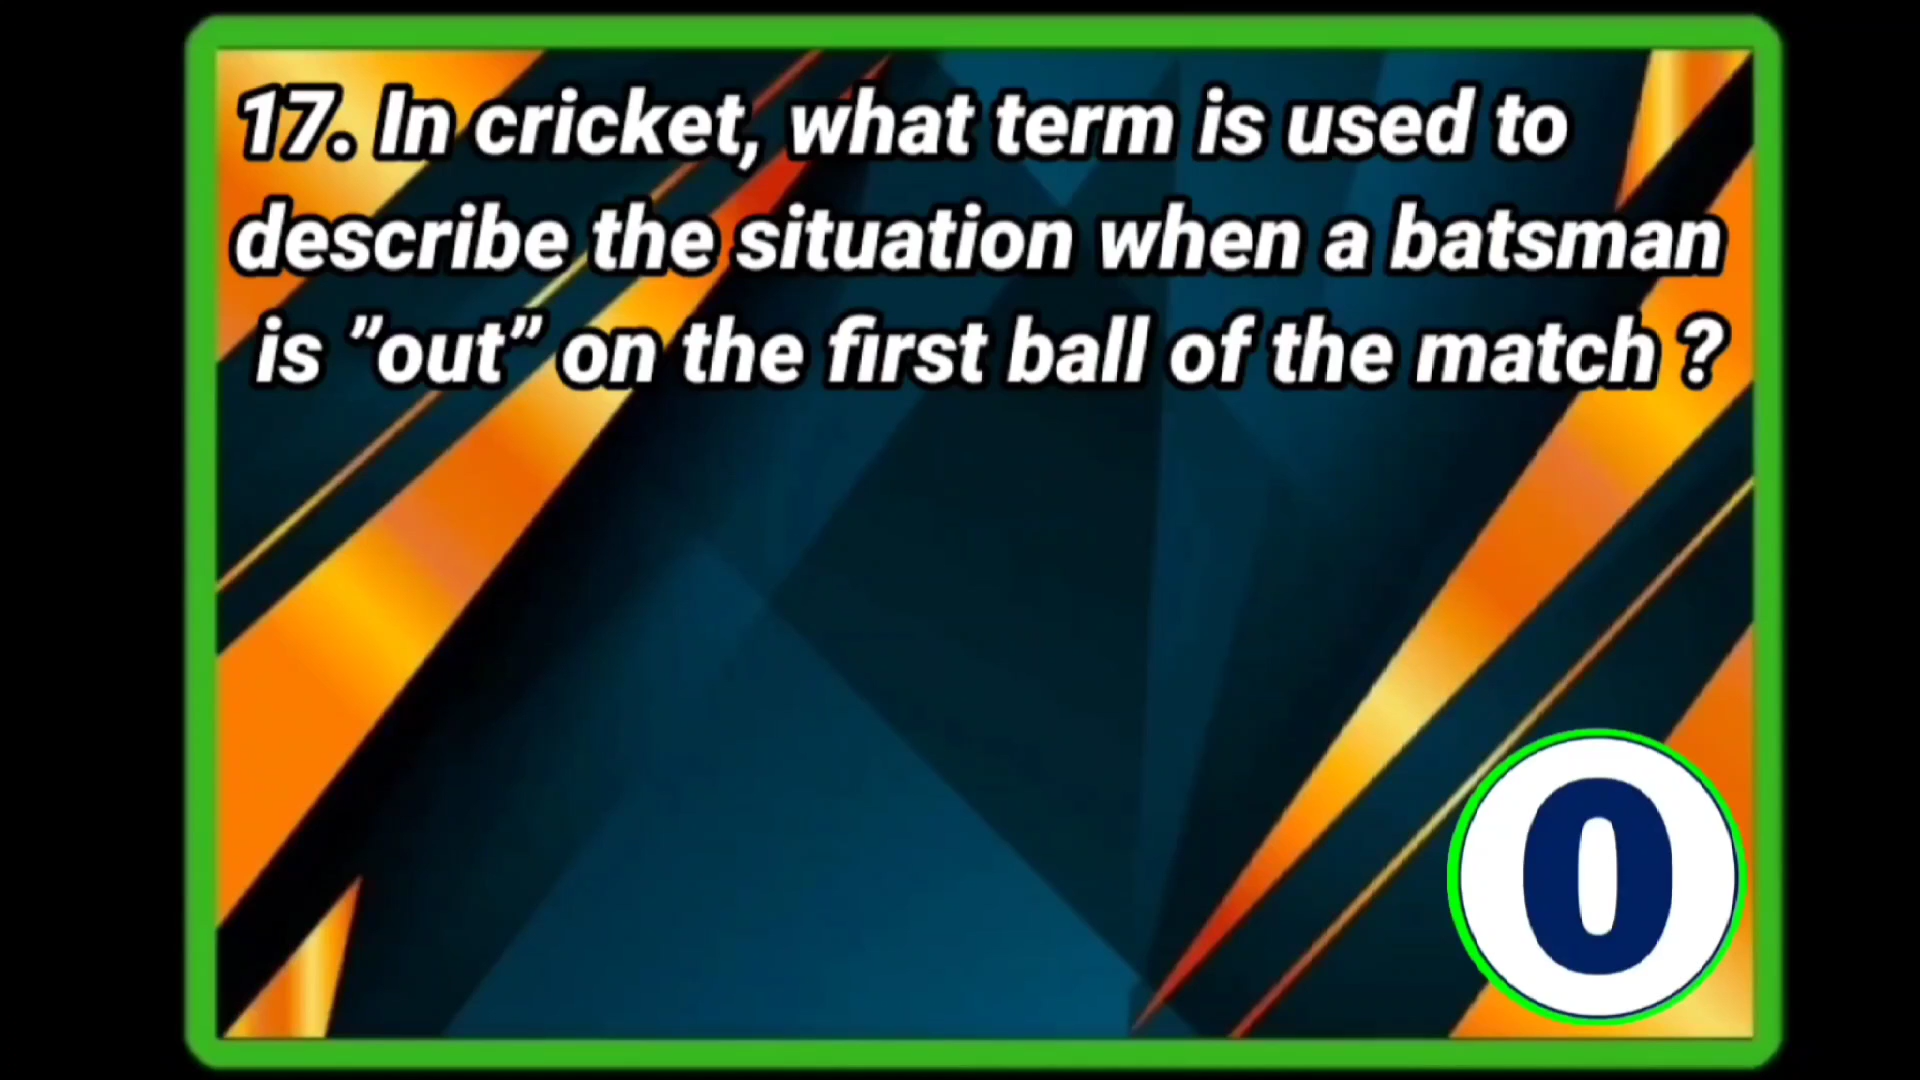 17. In cricket, what term is used to
describe the situation when a batsman
is ”out” on the first ball of the match ?
0